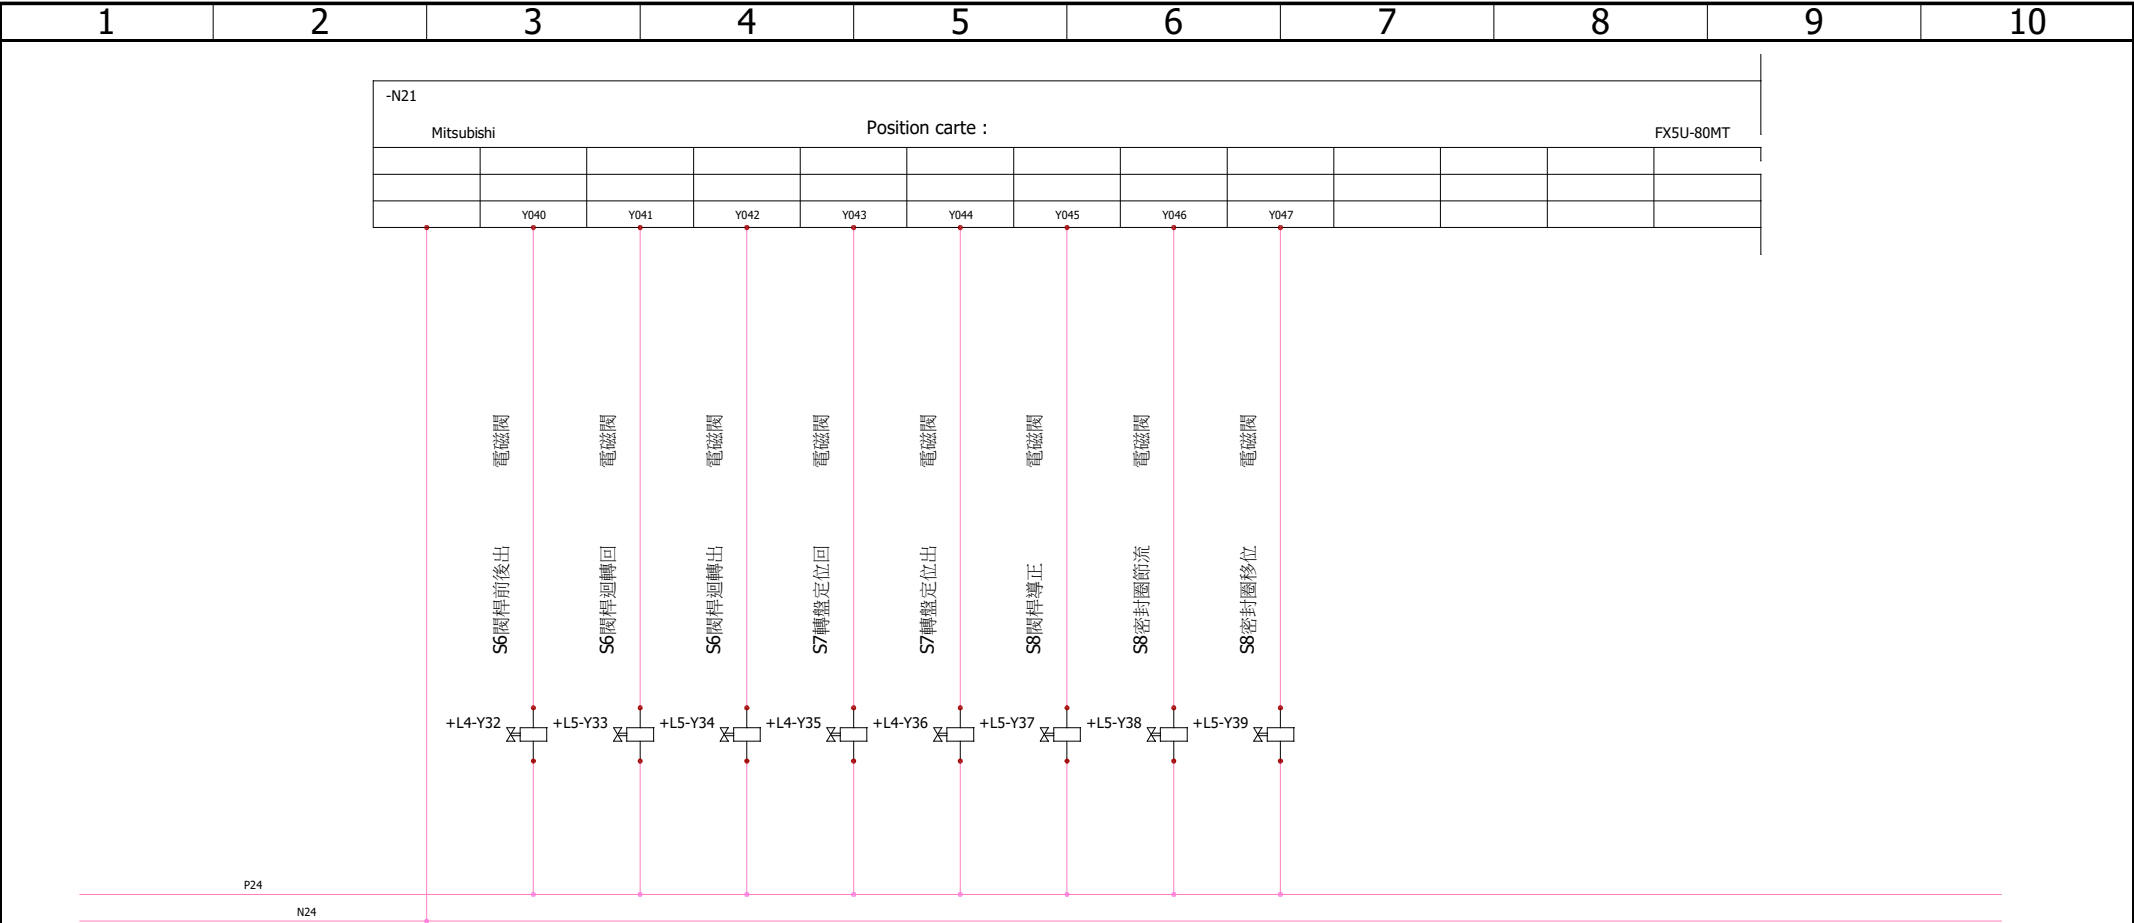 1 2 3 4 5 6 7 8 9 10
-N21
Mitsubishi Position carte : FX5U-80MT
Y040 Y041 Y042 Y043 Y044 Y045 Y046 Y047
電磁閥 電磁閥 電磁閥 電磁閥 電磁閥 電磁閥 電磁閥 電磁閥
S6閥桿前後出
S6閥桿迴轉回
S6閥桿迴轉出
S7轉盤定位回
S7轉盤定位出
S8閥桿導正
S8密封圈節流
S8密封圈移位
+L4-Y32 +L5-Y33 +L5-Y34 +L4-Y35 +L4-Y36 +L5-Y37 +L5-Y38 +L5-Y39
P24
N24